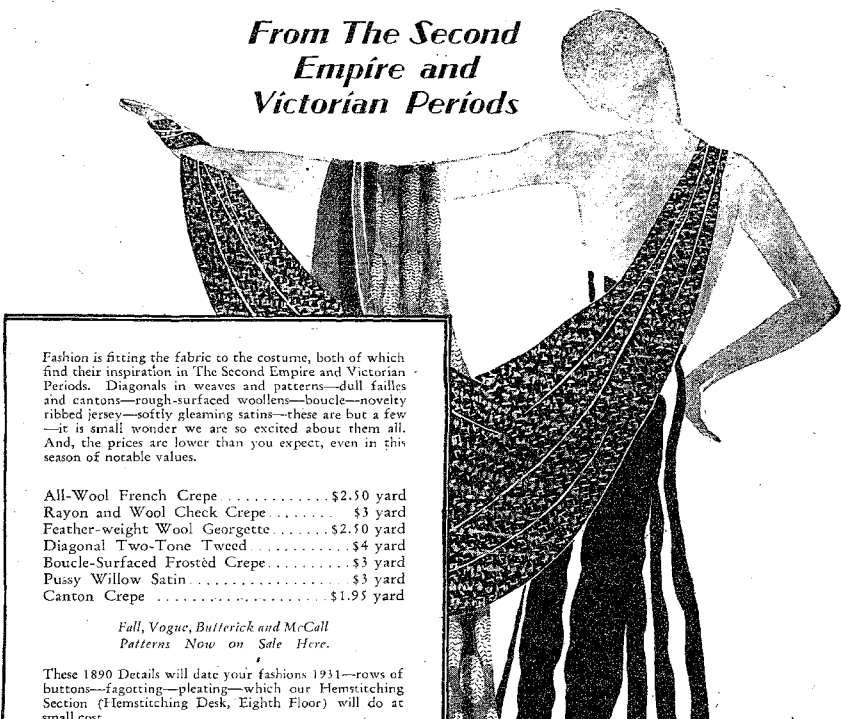 From The Second
Empire and
Victorian Periods
Fashion is fitting the fabric to the costume, both of which
find their inspiration in The Second Empire and Victorian
Periods. Diagonals in weaves and patterns—dull failles
and cantons—rough-surfaced woollens—boucle—novelty
ribbed jersey—softly gleaming satins—these are but a few
—it is small wonder we are so excited about them all.
And, the prices are lower than you expect, even in this
season of notable values.
All-Wool French Crepe.............$2.50 yard
Rayon and Wool Check Crepe........ $3 yard
Feather-weight Wool Georgette.......$2.50 yard
Diagonal Two-Tone Tweed............$4 yard
Boucle-Surfaced Frosted Crepe.........$3 yard
Pussy Willow Satin...................$3 yard
Canton Crepe ....................$1.95 yard
Fall, Vogue, Butterick and McCall
Patterns Now on Sale Here.
These 1890 Details will date your fashions 1931—rows of
buttons—fagotting—pleating—which our Hemstitching
Section (Hemstitching Desk, Eighth Floor) will do at
small cost